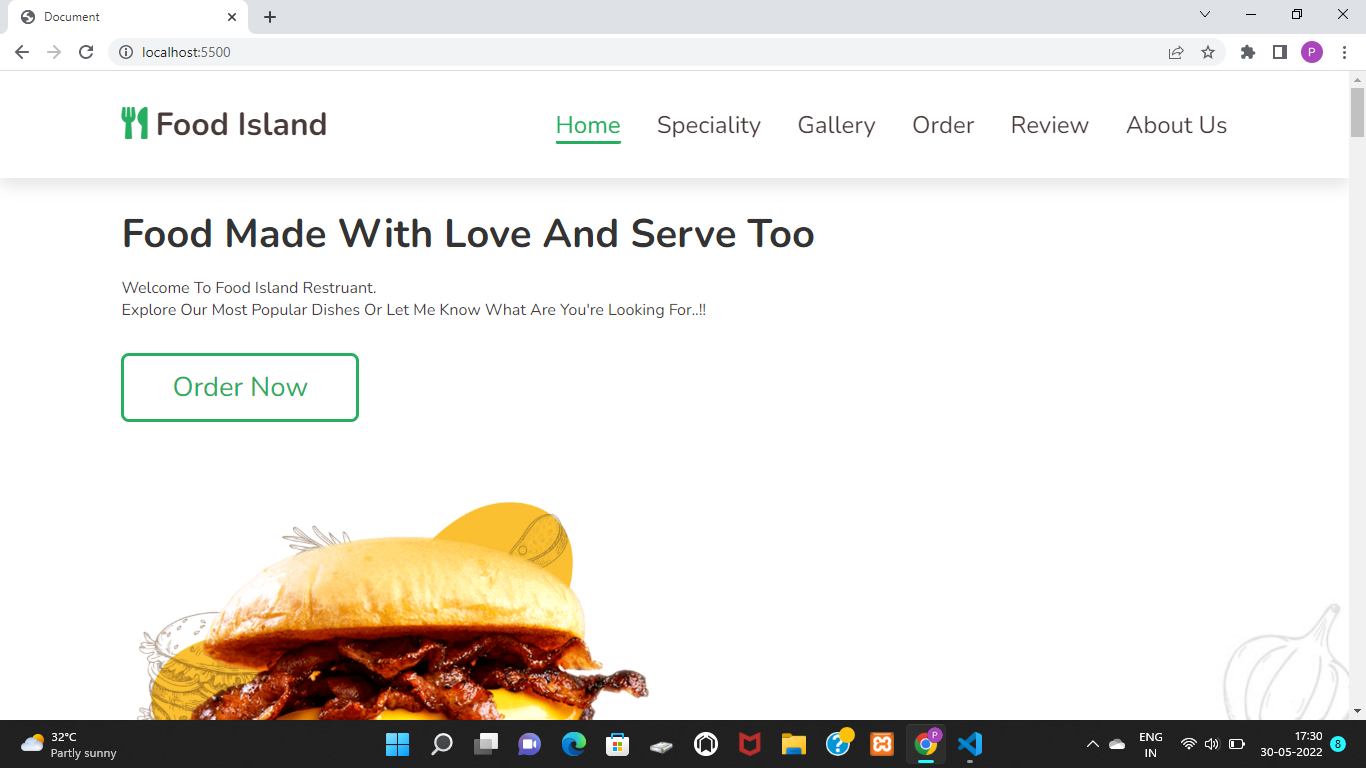 Document
localhost:5500
P
Food Island
Home Speciality Gallery Order Review About Us
Food Made With Love And Serve Too
Welcome To Food Island Restruant.
Explore Our Most Popular Dishes Or Let Me Know What Are You're Looking For..!!
Order Now
32°C
Partly sunny
P
ENG
IN
17:30
30-05-2022
8